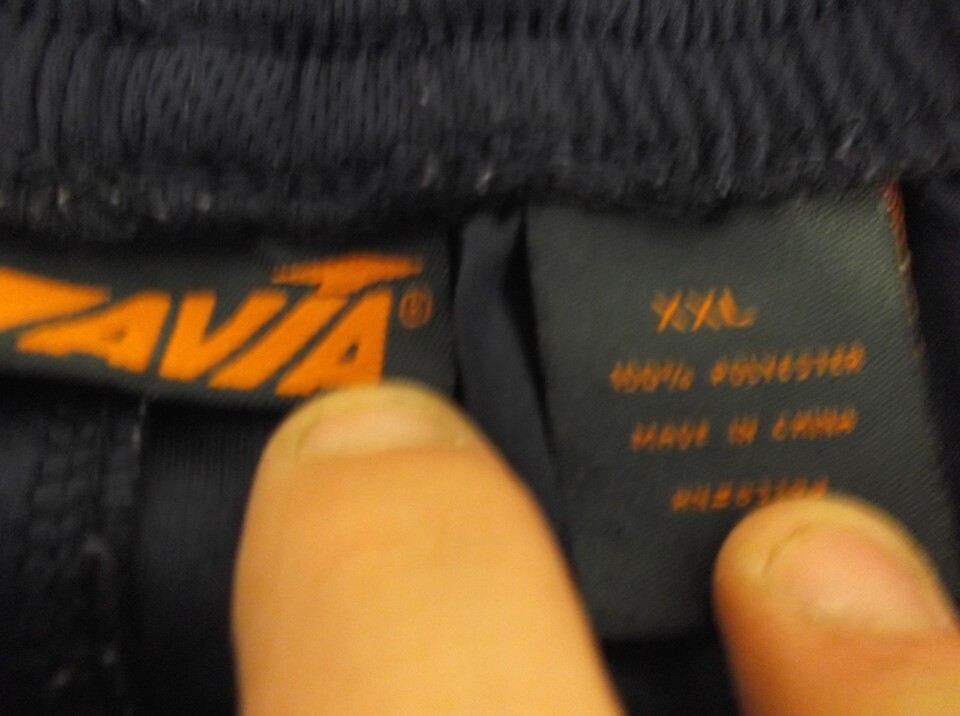 AVIA®
XXL
100% POLYESTER
MADE IN CHINA